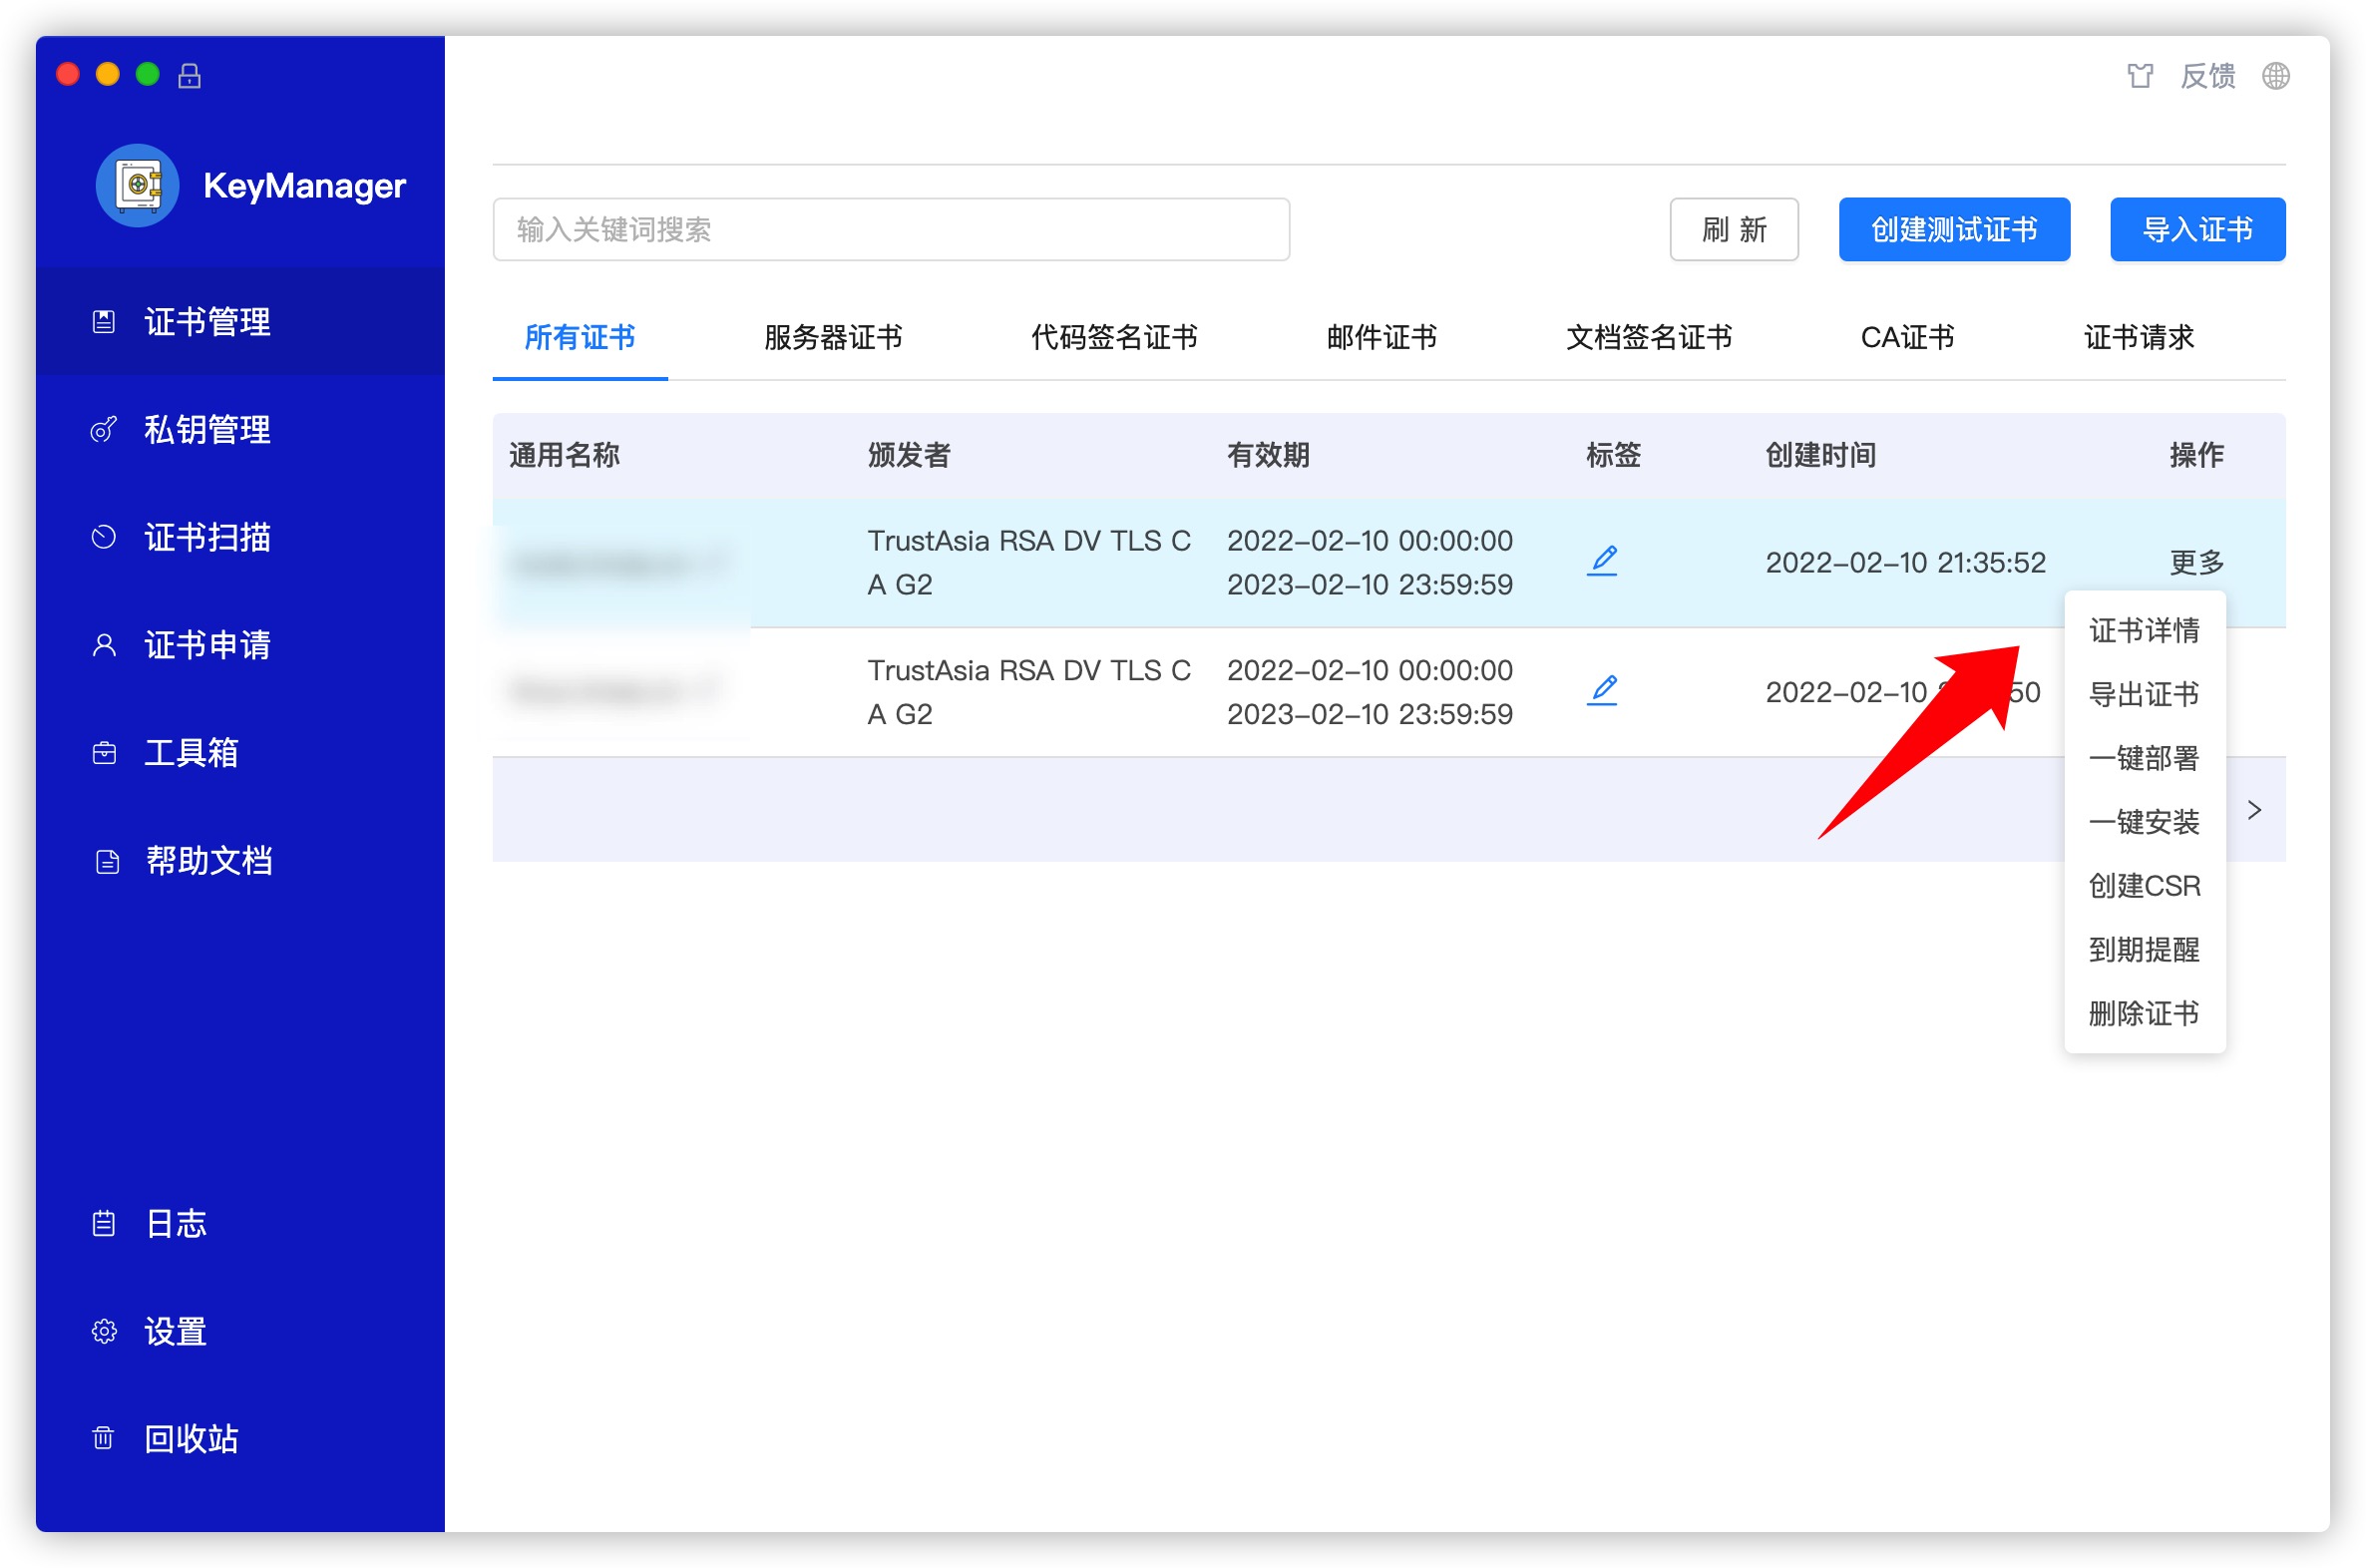 反馈
KeyManager
证书管理
私钥管理
证书扫描
证书申请
工具箱
帮助文档
日志
设置
回收站
输入关键词搜索
刷 新
创建测试证书
导入证书
所有证书 服务器证书 代码签名证书 邮件证书 文档签名证书 CA证书 证书请求
通用名称 颁发者 有效期 标签 创建时间 操作
TrustAsia RSA DV TLS C
A G2
2022-02-10 00:00:00
2023-02-10 23:59:59
2022-02-10 21:35:52
更多
TrustAsia RSA DV TLS C
A G2
2022-02-10 00:00:00
2023-02-10 23:59:59
2022-02-10
50
证书详情
导出证书
一键部署
一键安装
创建CSR
到期提醒
删除证书